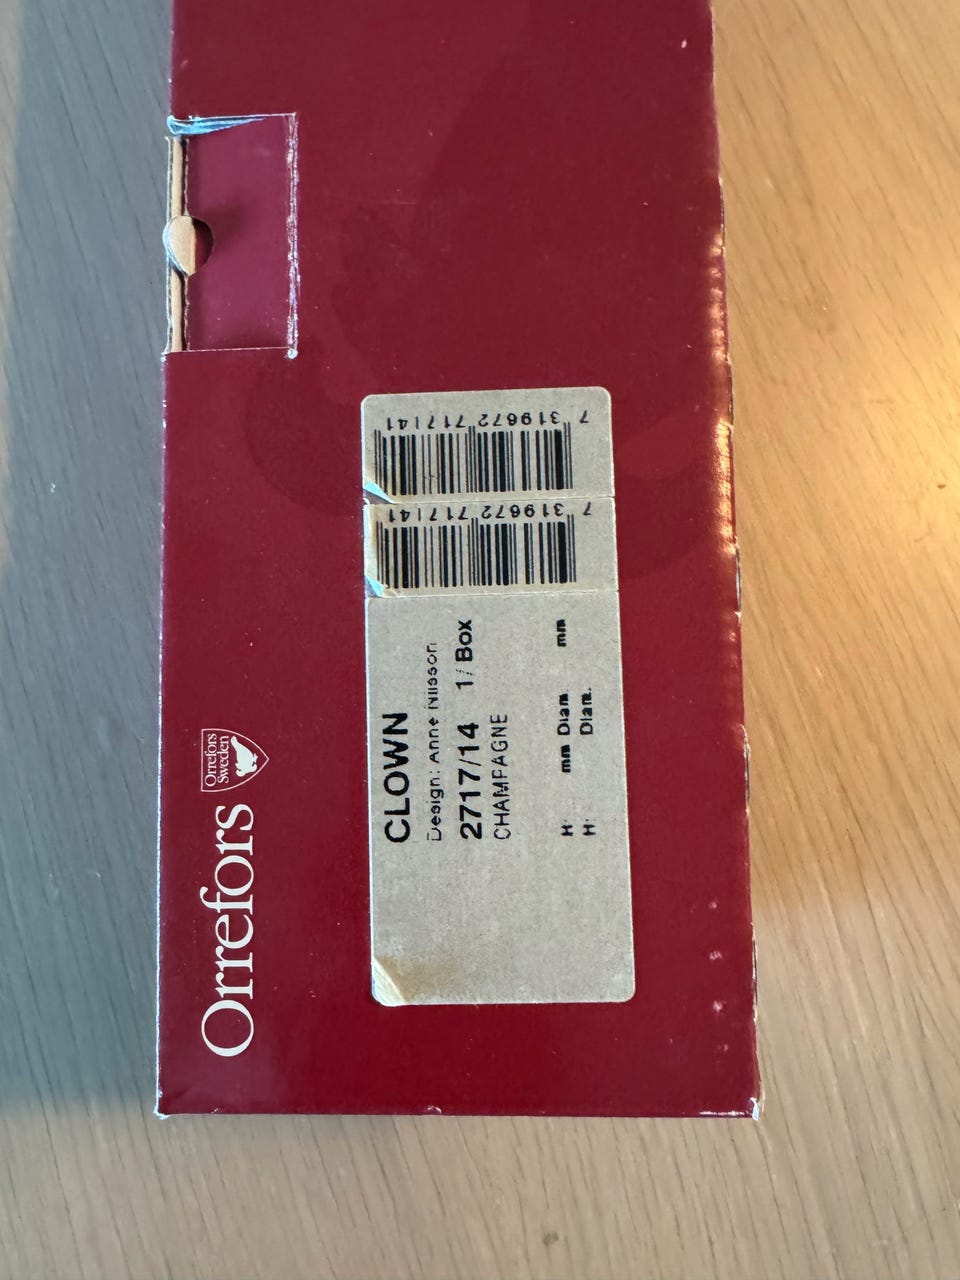 Orrefors
Orrefors
Sweden
CLOWN
Design: Anne Nilsson
2717/14 1/ Box
CHAMPAGNE
H: mm Diam. mm
H: Diam.
7 319672 717141
7 319672 717141